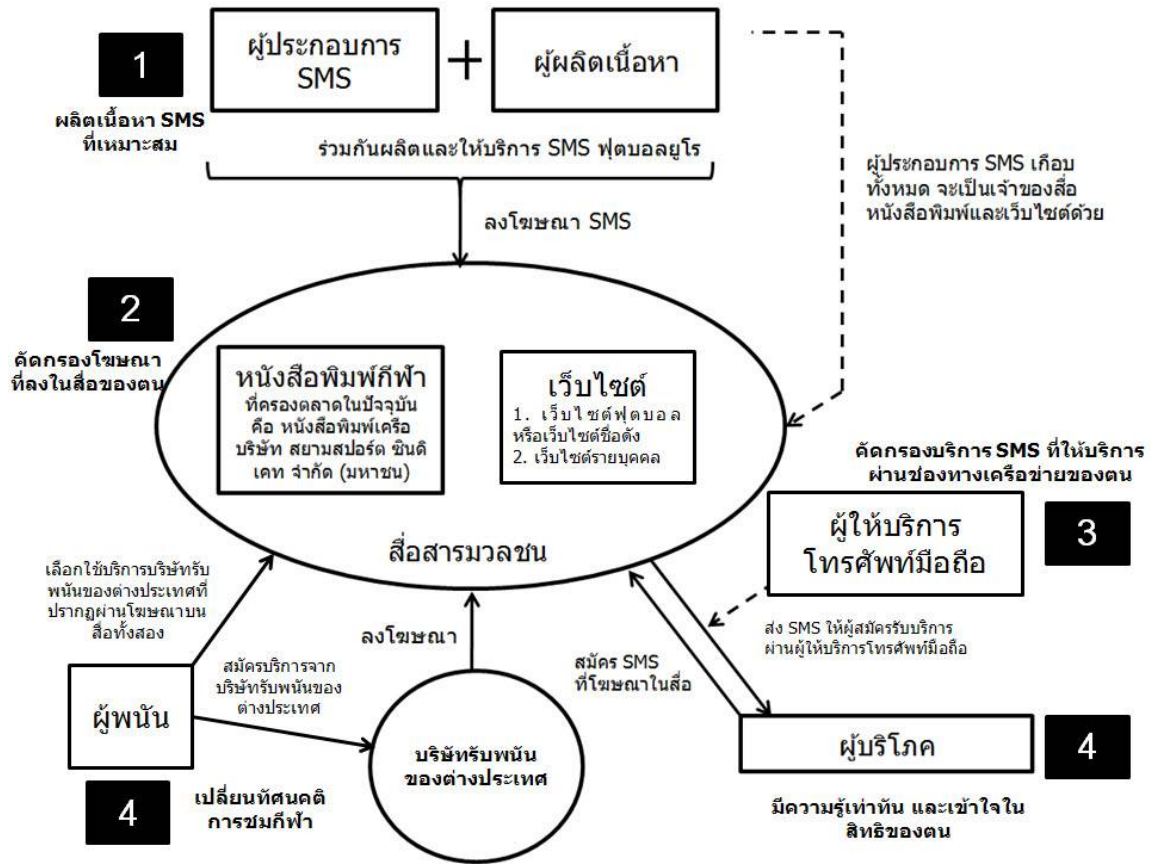 1
ผู้ประกอบการ
SMS
+
ผู้ผลิตเนื้อหา
ผลิตเนื้อหา SMS
ที่เหมาะสม
ร่วมกันผลิตและให้บริการ SMS ฟุตบอลยูโร
ผู้ประกอบการ SMS เกือบ
ทั้งหมด จะเป็นเจ้าของสื่อ
หนังสือพิมพ์และเว็บไซต์ด้วย
ลงโฆษณา SMS
2
คัดกรองโฆษณา
ที่ลงในสื่อของตน
หนังสือพิมพ์กีฬา
ที่ครองตลาดในปัจจุบัน
คือ หนังสือพิมพ์เครือ
บริษัท สยามสปอร์ต ซินดิ
เคท จำกัด (มหาชน)
เว็บไซต์
1. เว็บไซต์ฟุตบอล
หรือเว็บไซต์ชื่อดัง
2. เว็บไซต์รายบุคคล
สื่อสารมวลชน
คัดกรองบริการ SMS ที่ให้บริการ
ผ่านช่องทางเครือข่ายของตน
ผู้ให้บริการ
โทรศัพท์มือถือ
3
เลือกใช้บริการบริษัทรับ
พนันของต่างประเทศที่
ปรากฏผ่านโฆษณาบน
สื่อทั้งสอง
ลงโฆษณา
สมัคร SMS
ที่โฆษณาในสื่อ
ส่ง SMS ให้ผู้สมัครรับบริการ
ผ่านผู้ให้บริการโทรศัพท์มือถือ
ผู้พนัน
สมัครบริการจาก
บริษัทรับพนันของ
ต่างประเทศ
บริษัทรับพนัน
ของต่างประเทศ
ผู้บริโภค
4
4
เปลี่ยนทัศนคติ
การชมกีฬา
มีความรู้เท่าทัน และเข้าใจใน
สิทธิของตน